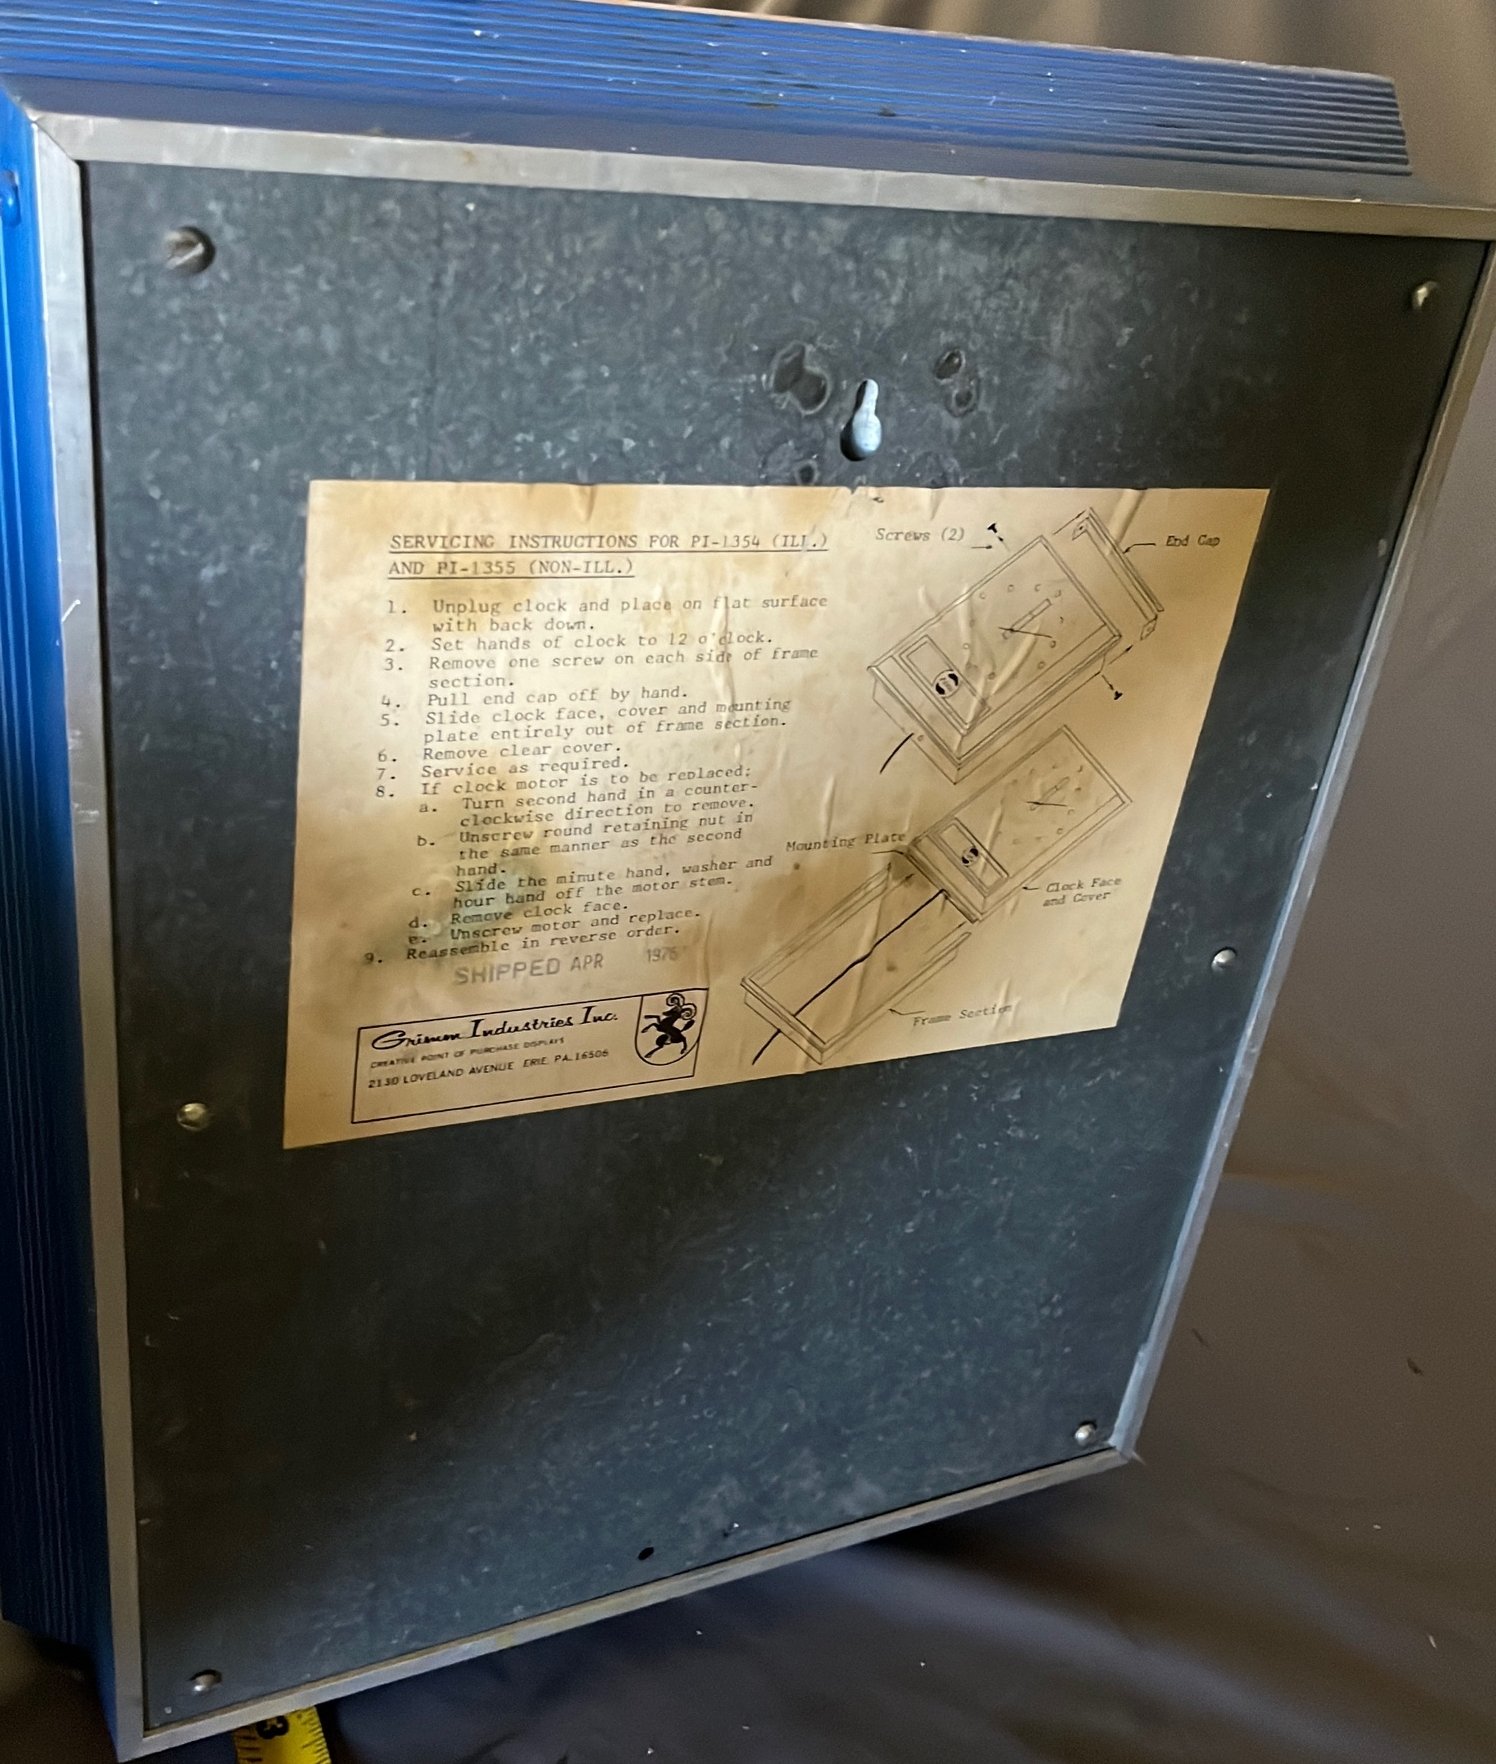 SERVICING INSTRUCTIONS FOR PI-1354 (ILL.)
AND PI-1355 (NON-ILL.)
1. Unplug clock and place on flat surface
with back down.
2. Set hands of clock to 12 o'clock.
3. Remove one screw on each side of frame
section.
4. Pull end cap off by hand.
5. Slide clock face, cover and mounting
plate entirely out of frame section.
6. Remove clear cover.
7. Service as required.
8. If clock motor is to be replaced:
a. Turn second hand in a counter-
clockwise direction to remove.
b. Unscrew round retaining nut in
the same manner as the second
hand.
c. Slide the minute hand, washer and
hour hand off the motor stem.
d. Remove clock face.
e. Unscrew motor and replace.
9. Reassemble in reverse order.
SHIPPED APR 1976
Grimm Industries Inc.
CREATIVE POINT OF PURCHASE DISPLAYS
2130 LOVELAND AVENUE ERIE, PA. 16506
Screws (2)
End Cap
Mounting Plate
Clock Face
and Cover
Frame Section
3